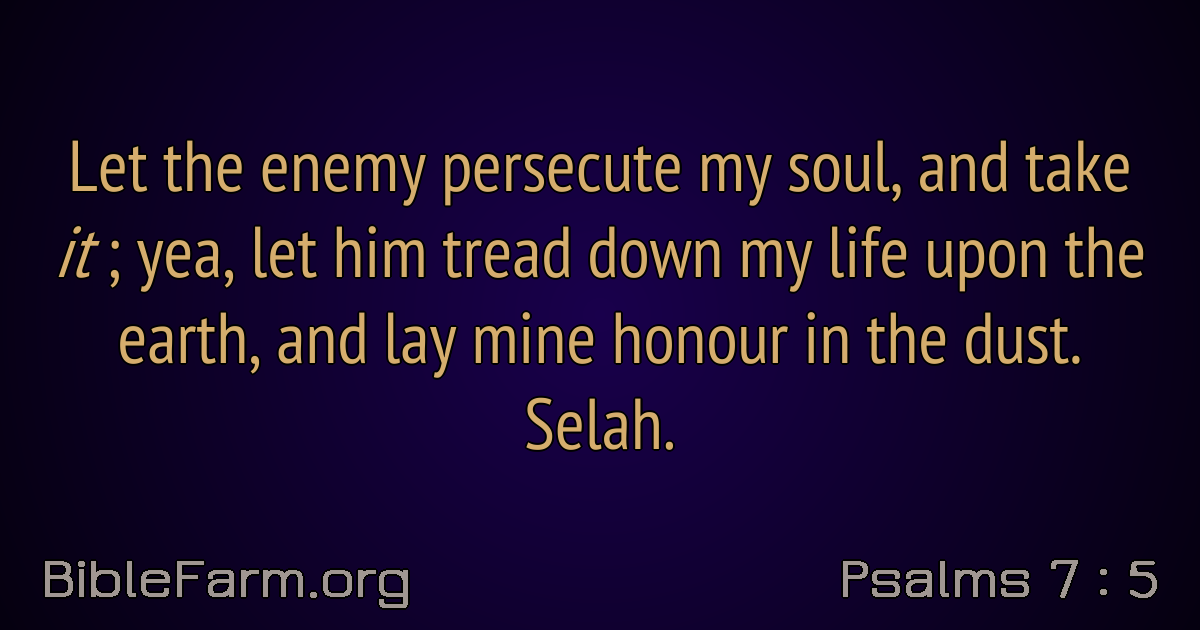 Let the enemy persecute my soul, and take
it ; yea, let him tread down my life upon the
earth, and lay mine honour in the dust.
Selah.
BibleFarm.org
Psalms 7 : 5